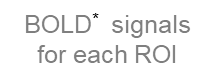 BOLD* signals
for each ROI